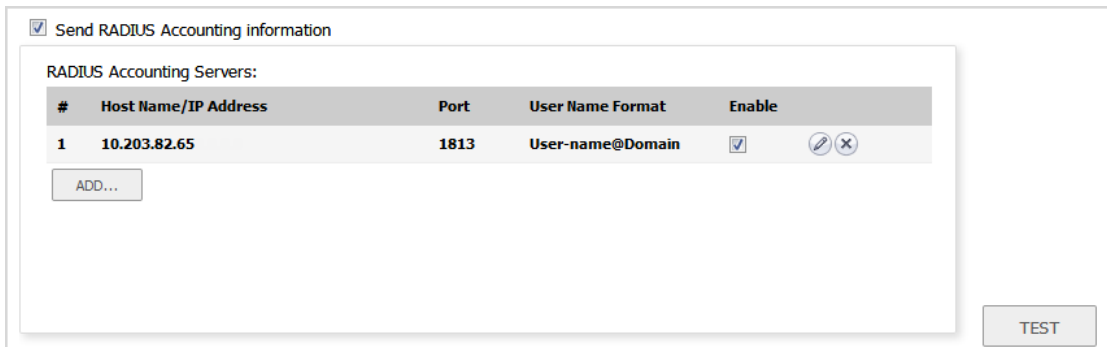 Send RADIUS Accounting information
RADIUS Accounting Servers:
# Host Name/IP Address Port User Name Format Enable
1 10.203.82.65 1813 User-name@Domain
ADD...
TEST